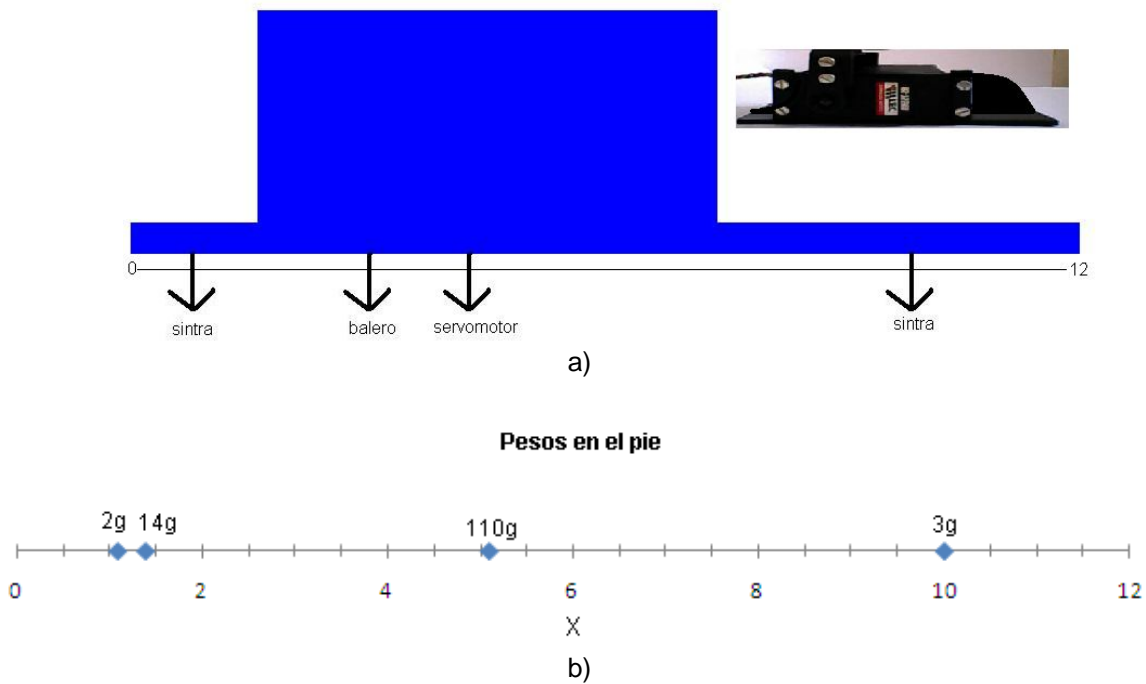 0
12
sintra
balero
servomotor
sintra
a)
Pesos en el pie
2g
14g
110g
3g
0
2
4
6
8
10
12
X
b)